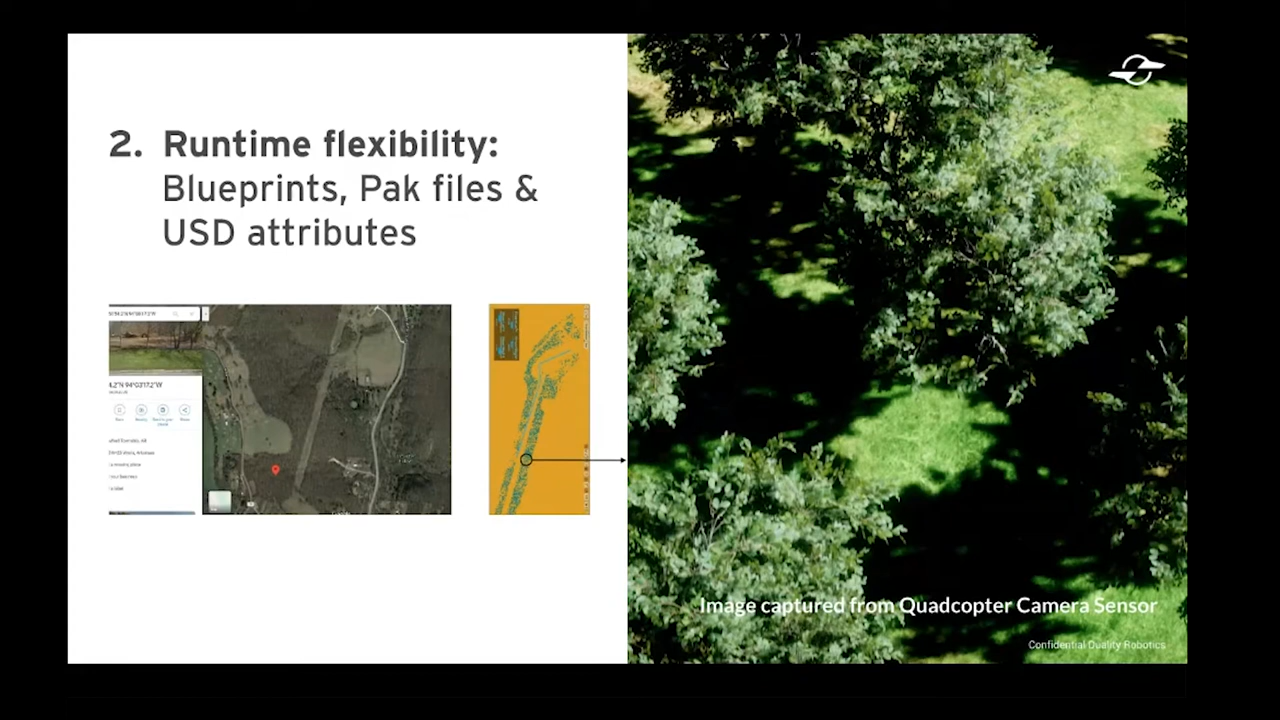 2. Runtime flexibility:
Blueprints, Pak files &
USD attributes
Image captured from Quadcopter Camera Sensor
Confidential Duality Robotics